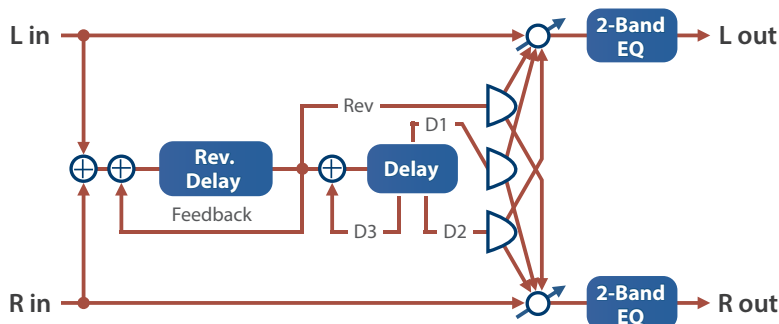 L in
2-Band
EQ
L out
Rev
D1
Rev.
Delay
Delay
Feedback
D3
D2
R in
2-Band
EQ
R out